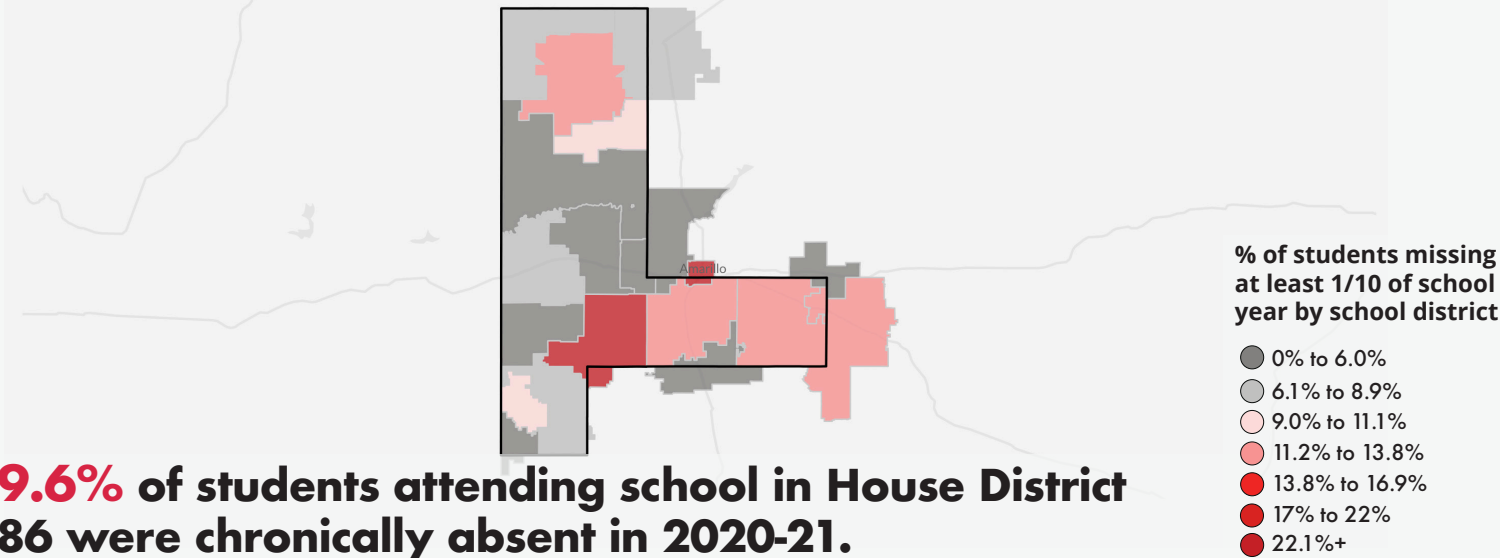 Amarillo
% of students missing
at least 1/10 of school
year by school district
0% to 6.0%
6.1% to 8.9%
9.0% to 11.1%
11.2% to 13.8%
13.8% to 16.9%
17% to 22%
22.1%+
9.6% of students attending school in House District
86 were chronically absent in 2020-21.